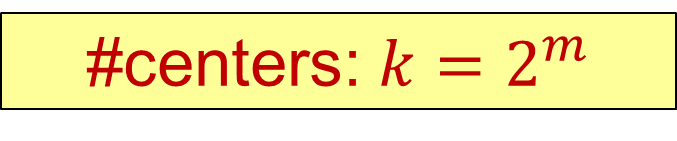 #centers: k = 2^m